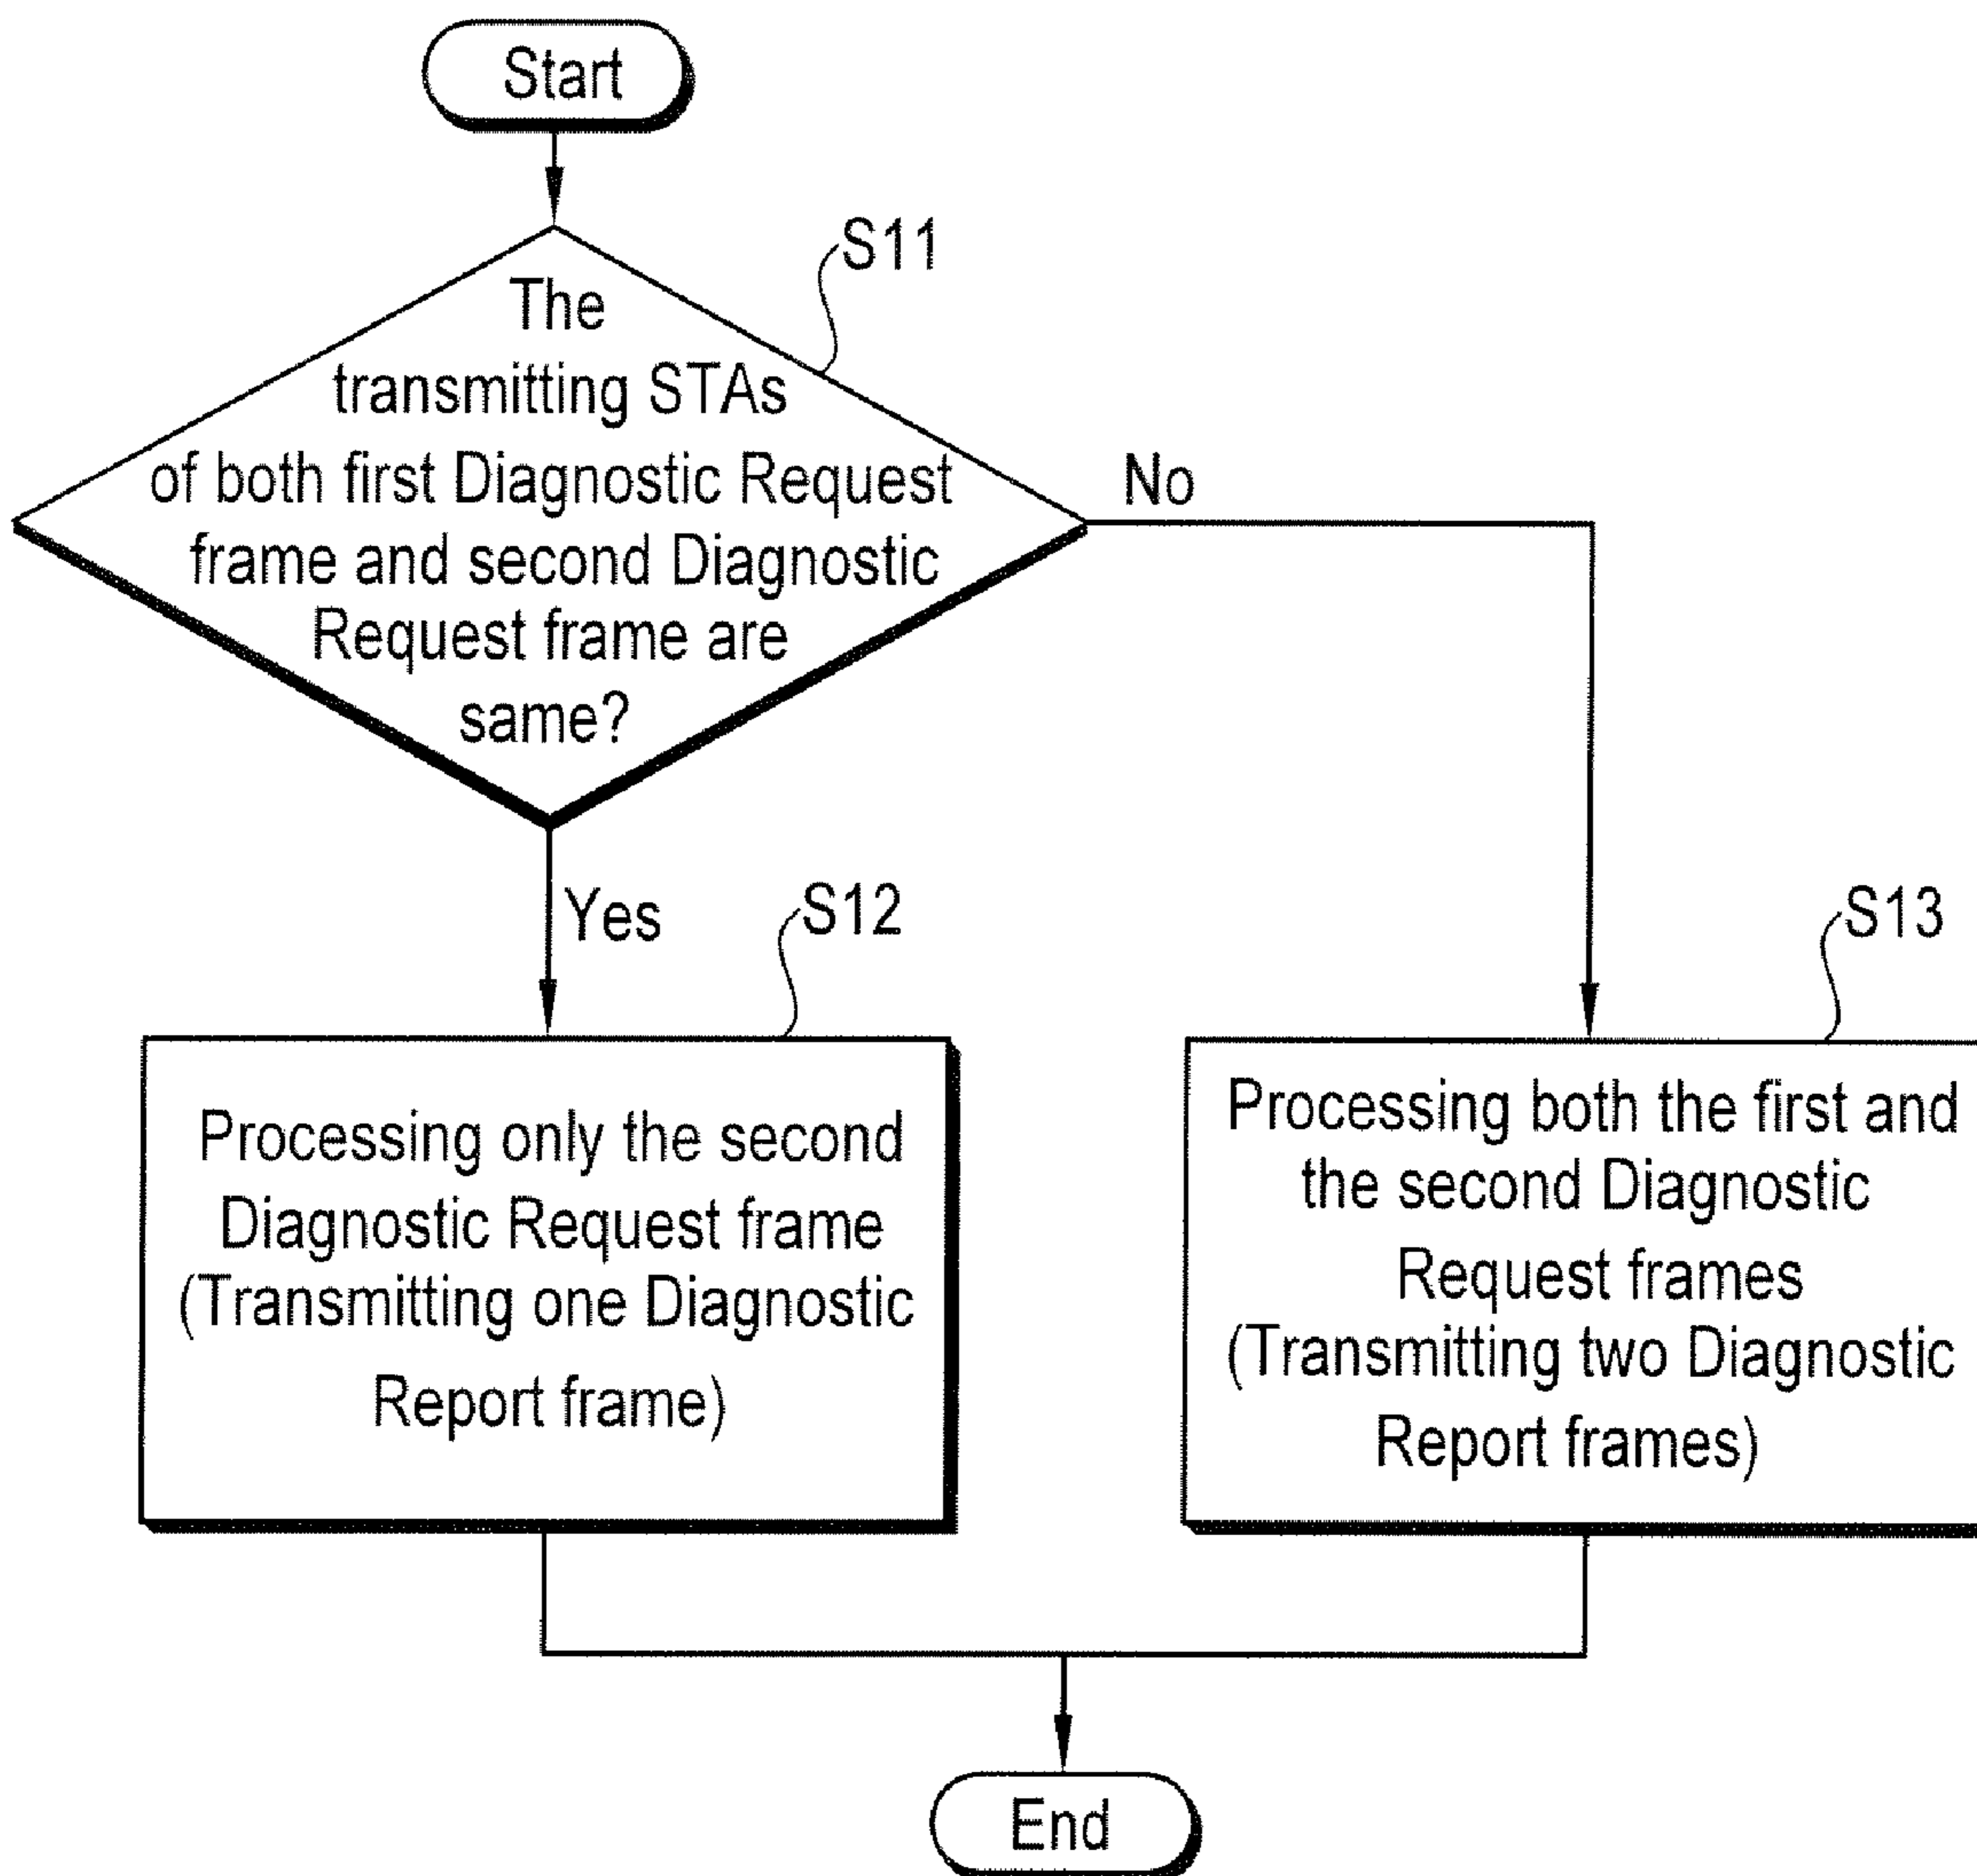 Start
S11
The
transmitting STAs
of both first Diagnostic Request
frame and second Diagnostic
Request frame are
same?
No
Yes
S12
S13
Processing only the second
Diagnostic Request frame
(Transmitting one Diagnostic
Report frame)
Processing both the first and
the second Diagnostic
Request frames
(Transmitting two Diagnostic
Report frames)
End